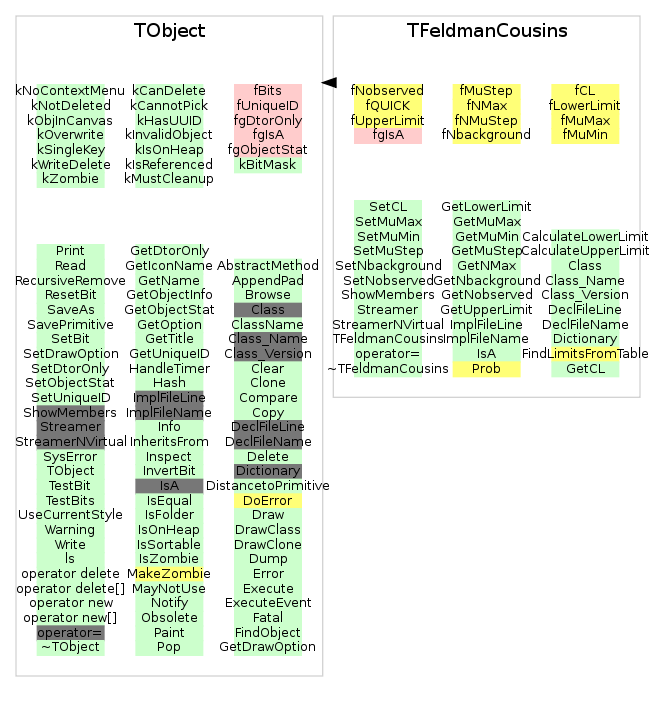 TObject
kNoContextMenu
kNotDeleted
kObjInCanvas
kOverwrite
kSingleKey
kWriteDelete
kZombie
kCanDelete
kCannotPick
kHasUUID
kInvalidObject
kIsOnHeap
kIsReferenced
kMustCleanup
fBits
fUniqueID
fgDtorOnly
fgIsA
fgObjectStat
kBitMask
Print
Read
RecursiveRemove
ResetBit
SaveAs
SavePrimitive
SetBit
SetDrawOption
SetDtorOnly
SetObjectStat
SetUniqueID
ShowMembers
Streamer
StreamerNVirtual
SysError
TObject
TestBit
TestBits
UseCurrentStyle
Warning
Write
ls
operator delete
operator delete[]
operator new
operator new[]
operator=
~TObject
GetDtorOnly
GetIconName
GetName
GetObjectInfo
GetObjectStat
GetOption
GetTitle
GetUniqueID
HandleTimer
Hash
ImplFileLine
ImplFileName
Info
InheritsFrom
Inspect
InvertBit
IsA
IsEqual
IsFolder
IsOnHeap
IsSortable
IsZombie
MakeZombie
MayNotUse
Notify
Obsolete
Paint
Pop
AbstractMethod
AppendPad
Browse
Class
ClassName
Class_Name
Class_Version
Clear
Clone
Compare
Copy
DeclFileLine
DeclFileName
Delete
Dictionary
DistancetoPrimitive
DoError
Draw
DrawClass
DrawClone
Dump
Error
Execute
ExecuteEvent
Fatal
FindObject
GetDrawOption
TFeldmanCousins
fNobserved
fQUICK
fUpperLimit
fgIsA
fMuStep
fNMax
fNMuStep
fNbackground
fCL
fLowerLimit
fMuMax
fMuMin
SetCL
SetMuMax
SetMuMin
SetMuStep
SetNbackground
SetNobserved
ShowMembers
Streamer
StreamerNVirtual
TFeldmanCousins
operator=
~TFeldmanCousins
GetLowerLimit
GetMuMax
GetMuMin
GetMuStep
GetNMax
GetNbackground
GetNobserved
GetUpperLimit
ImplFileLine
ImplFileName
IsA
Prob
CalculateLowerLimit
CalculateUpperLimit
Class
Class_Name
Class_Version
DeclFileLine
DeclFileName
Dictionary
FindLimitsFromTable
GetCL